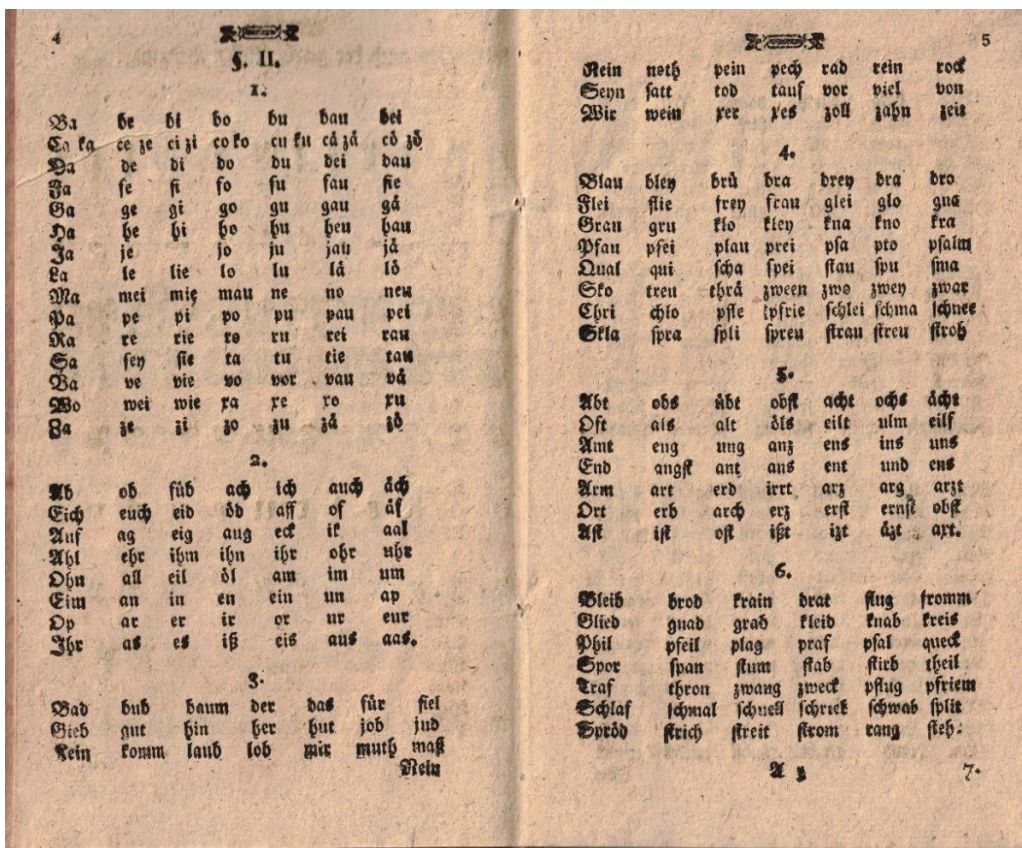 4
§. II.
1.
Ba be bi bo bu bau bei
Ca ka ce ze ci zi co ko cu ku cä zä cö zö
Da de di do du dei dau
Fa fe fi fo fu fau fie
Ga ge gi go gu gau gä
Ha he hi ho hu heu hau
Ja je jo ju jau jä
La le lie lo lu lä lö
Ma mei mie mau ne no neu
Pa pe pi po pu pau pei
Ra re rie ro ru rei rau
Sa sey sie ta tu tie tau
Va ve vie vo vor vau vä
Wo wei wie xa xe xo xu
Za ze zi zo zu zä zö
2.
Ab ob füb ach ich auch äch
Eich euch eid öd aff of äf
Auf ag eig aug eck ik aal
Ahl ehr ihm ihn ihr ohr uhr
Ohn all eil öl am im um
Eim an in en ein un ap
Op ar er ir or ur eur
Ihr as es iß eis aus aas.
3.
Bad bub baum der das für fiel
Gieb gut hin her hut job jud
Kein komm laub lob mir muth maß
Nein
5
Nein noth pein pech rad rein rock
Seyn satt tod tauf vor viel von
Wir wein xer xes zoll zahn zeit
4.
Blau bley brü bra drey dra dro
Flei flie frey frau glei glo gna
Grau gru klo kley kna kno kra
Pfau pfei plau prei psa pto psalm
Qual qui scha spei stau spu sma
Sko treu thrä zween zwo zwey zwar
Chri chlo pfle pfrie schlei schma schnee
Skla spra spli spreu strau streu stroh
5.
Abt obs übt obst acht ochs ächt
Oft als alt öls eilt ulm eilf
Amt eng ung anz ens ins uns
End angst ant aus ent und ens
Arm art erd irrt arz arg arzt
Ort erb arch erz erst ernst obst
Ast ist ost ißt izt äzt axt.
6.
Bleib brod krain drat flug fromm
Glied gnad grab kleid knab kreis
Phil pfeil plag praf psal queck
Spor span stum stab stirb theil
Traf thron zwang zweck pflug pfriem
Schlaf schmal schnell schriek schwab split
Spröd strich streit strom rang steh.
A 3 7.